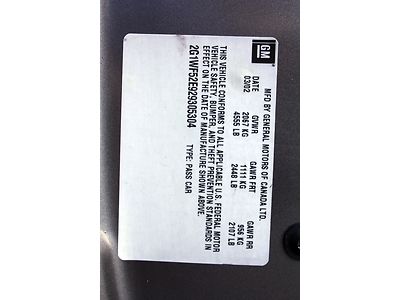 GM
MFD BY GENERAL MOTORS OF CANADA LTD.
DATE GVWR GAWR FRT GAWR RR
03/02 2067 KG 1111 KG 956 KG
4555 LB 2448 LB 2107 LB
THIS VEHICLE CONFORMS TO ALL APPLICABLE U.S. FEDERAL MOTOR
VEHICLE SAFETY, BUMPER, AND THEFT PREVENTION STANDARDS IN
EFFECT ON THE DATE OF MANUFACTURE SHOWN ABOVE.
2G1WF52E929305304 TYPE: PASS CAR